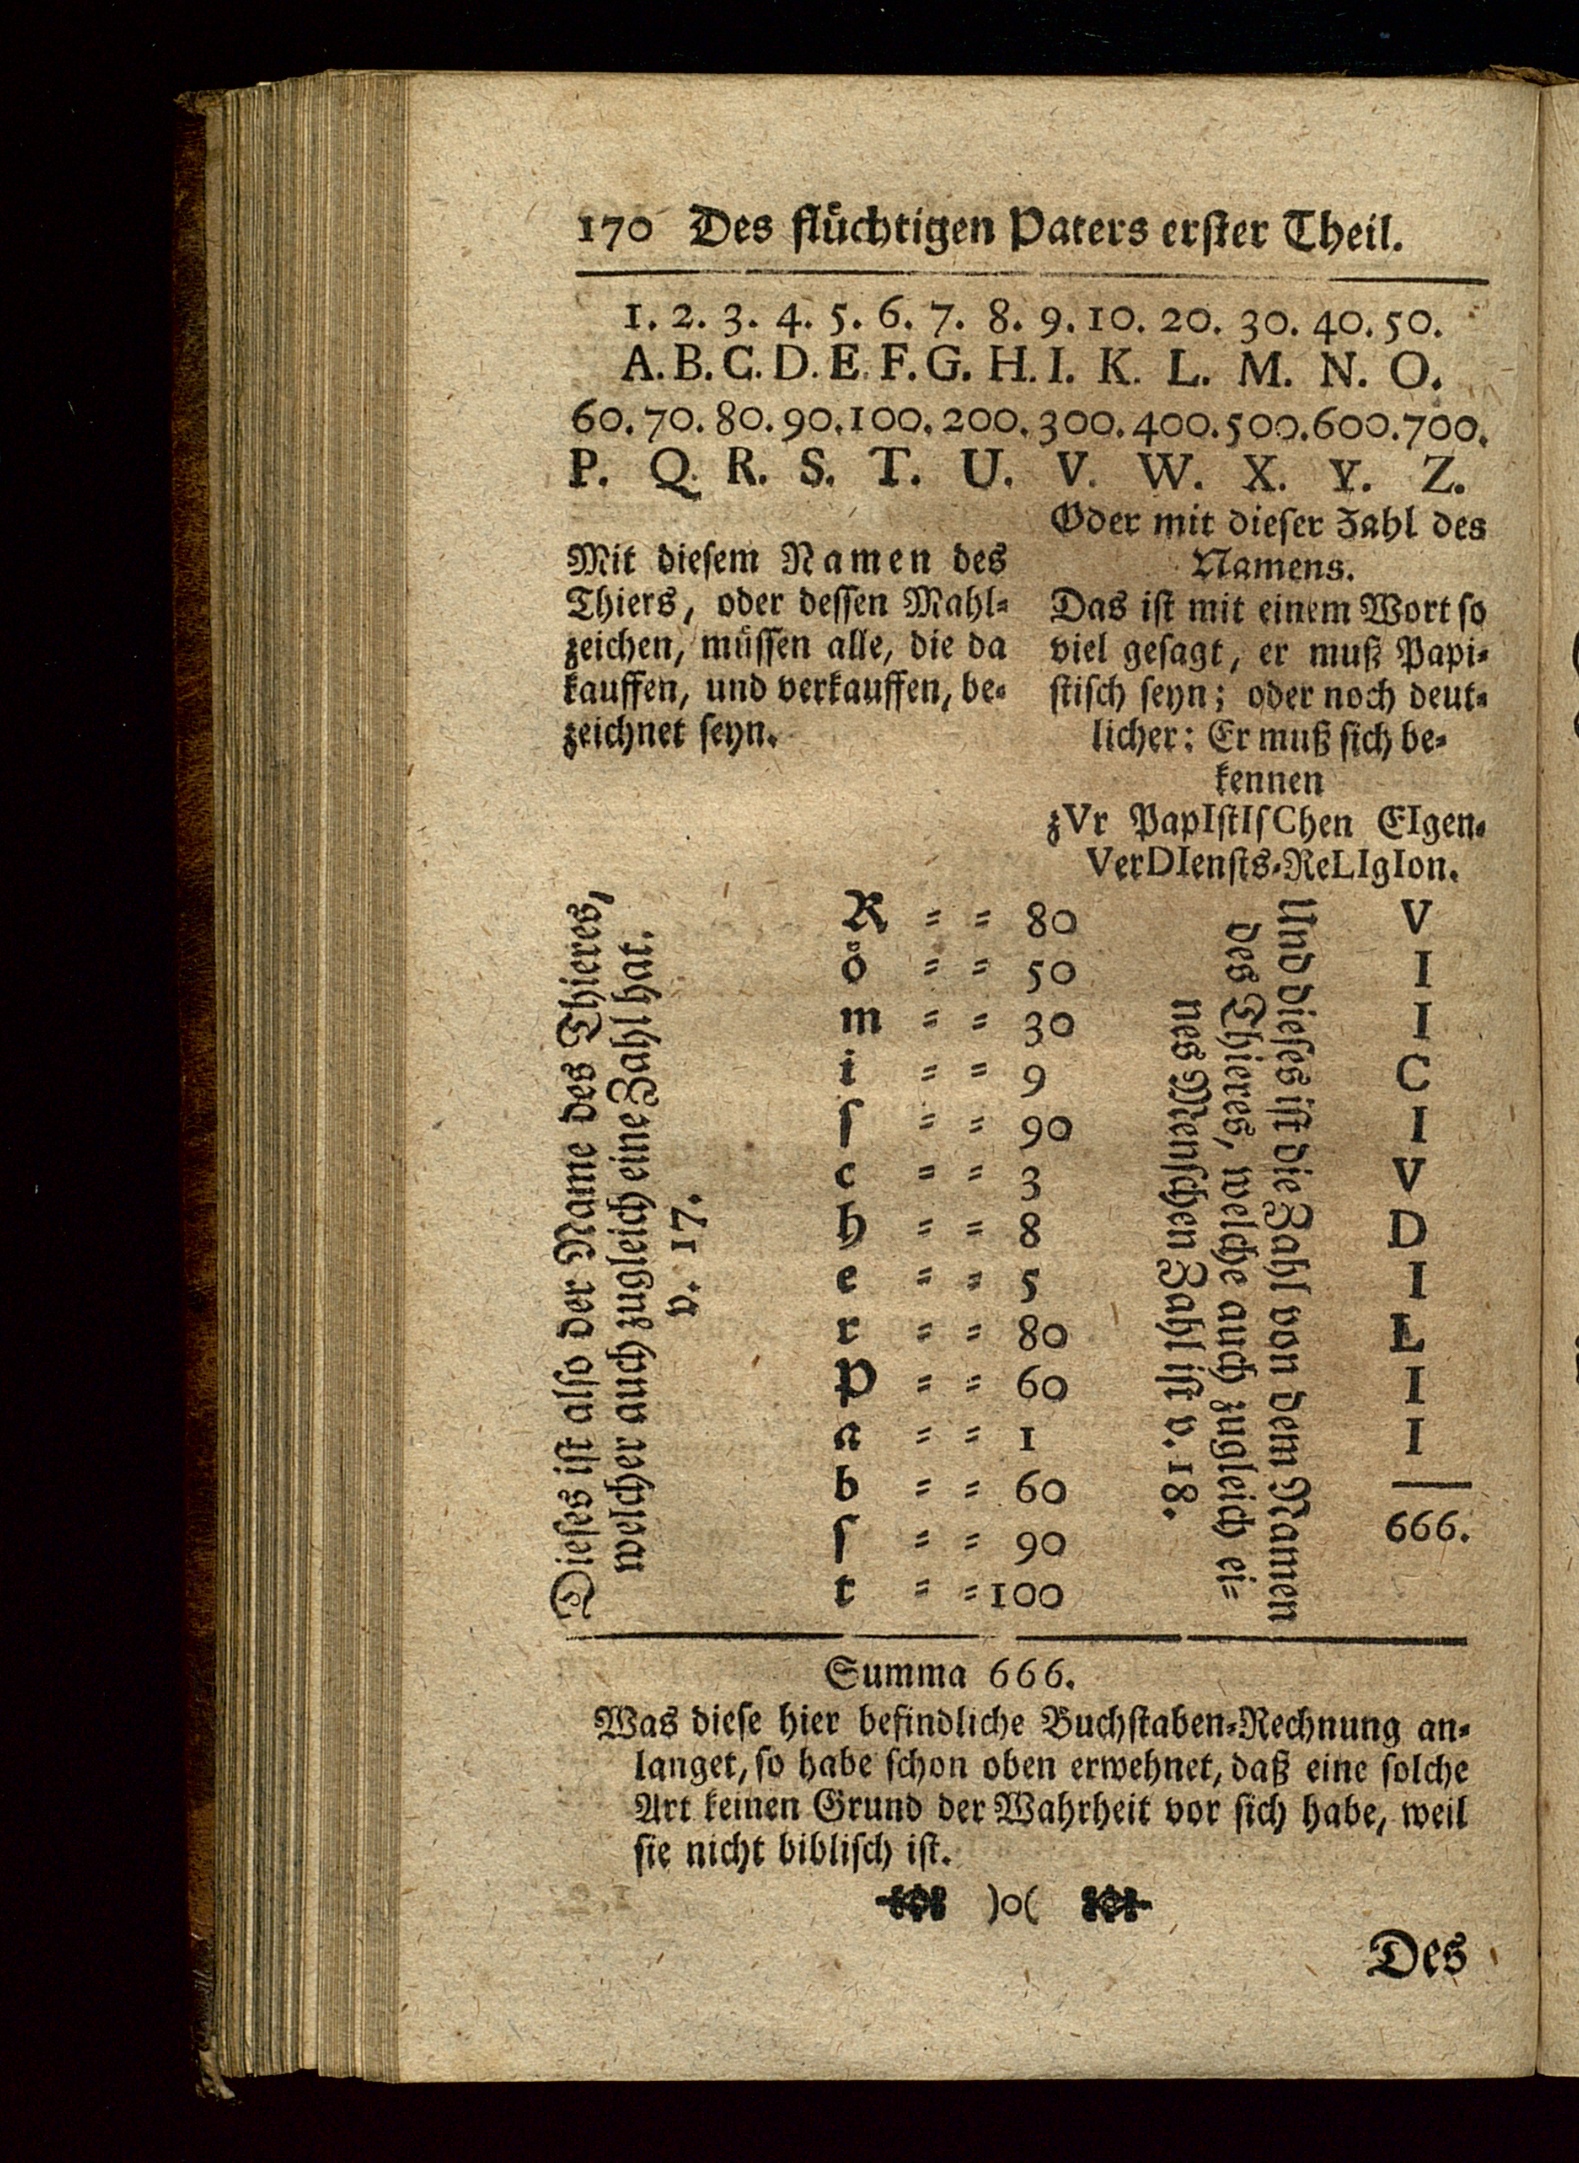 170 Des flüchtigen Paters erster Theil.
1. 2. 3. 4. 5. 6. 7. 8. 9. 10. 20. 30. 40. 50.
A. B. C. D. E. F. G. H. I. K. L. M. N. O.
60. 70. 80. 90. 100. 200. 300. 400. 500. 600. 700.
P. Q. R. S. T. U. V. W. X. Y. Z.
Mit diesem Namen des
Thiers, oder dessen Mahl-
zeichen, müssen alle, die da
kauffen, und verkauffen, be-
zeichnet seyn.
Oder mit dieser Zahl des
Namens.
Das ist mit einem Wort so
viel gesagt, er muß Papi-
stisch seyn; oder noch deut-
licher: Er muß sich be-
kennen
zVr PapIstIsChen EIgen-
VerDIensts-ReLIgIon.
Dieses ist also der Name des Thieres,
welcher auch zugleich eine Zahl hat.
v. 17.
R = = 80
ö = = 50
m = = 30
i = = 9
s = = 90
c = = 3
h = = 8
e = = 5
r = = 80
P = = 60
a = = 1
b = = 60
s = = 90
t = = 100
Und dieses ist die Zahl von dem Namen
des Thieres, welche auch zugleich ei-
nes Menschen Zahl ist v. 18.
V
I
I
C
I
V
D
I
L
I
I
666.
Summa 666.
Was diese hier befindliche Buchstaben-Rechnung an-
langet, so habe schon oben erwehnet, daß eine solche
Art keinen Grund der Wahrheit vor sich habe, weil
sie nicht biblisch ist.
)o(
Des